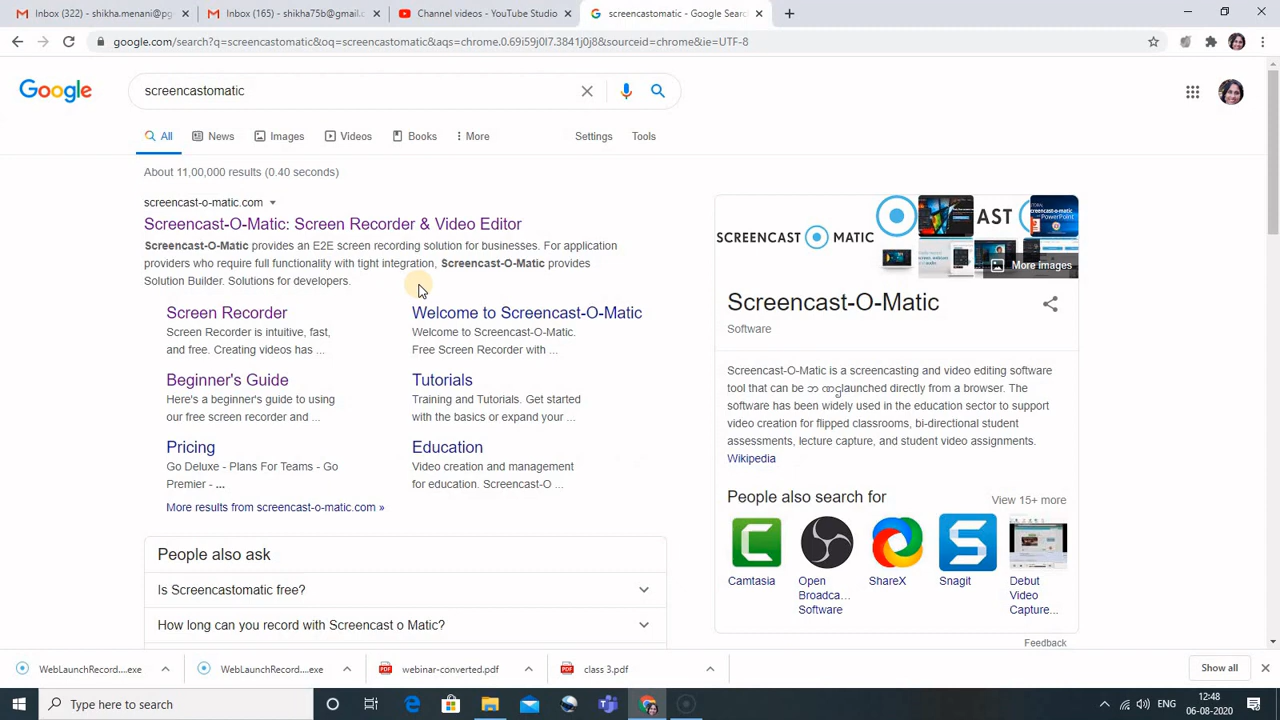 Inbox (322) - shikha.menani@pg
Inbox (165) - shikha75b@gmail.c
Channel videos - YouTube Studio
screencastomatic - Google Searc
google.com/search?q=screencastomatic&oq=screencastomatic&aqs=chrome.0.69i59j0l7.3841j0j8&sourceid=chrome&ie=UTF-8
Google
screencastomatic
All News Images Videos Books More Settings Tools
About 11,00,000 results (0.40 seconds)
screencast-o-matic.com
Screencast-O-Matic: Screen Recorder & Video Editor
Screencast-O-Matic provides an E2E screen recording solution for businesses. For application
providers who want full functionality with tight integration, Screencast-O-Matic provides
Solution Builder. Solutions for developers.
Screen Recorder
Screen Recorder is intuitive, fast,
and free. Creating videos has ...
Welcome to Screencast-O-Matic
Welcome to Screencast-O-Matic.
Free Screen Recorder with ...
Beginner's Guide
Here's a beginner's guide to using
our free screen recorder and ...
Tutorials
Training and Tutorials. Get started
with the basics or expand your ...
Pricing
Go Deluxe - Plans For Teams - Go
Premier - ...
Education
Video creation and management
for education. Screencast-O ...
More results from screencast-o-matic.com »
People also ask
Is Screencastomatic free?
How long can you record with Screencast o Matic?
SCREENCAST MATIC
AST
PowerPoint
More images
Screencast-O-Matic
Software
Screencast-O-Matic is a screencasting and video editing software
tool that can be launched directly from a browser. The
software has been widely used in the education sector to support
video creation for flipped classrooms, bi-directional student
assessments, lecture capture, and student video assignments.
Wikipedia
People also search for
View 15+ more
Camtasia
Open
Broadca...
Software
ShareX
Snagit
Debut
Video
Capture...
Feedback
WebLaunchRecord....exe
WebLaunchRecord....exe
webinar-converted.pdf
class 3.pdf
Show all
Type here to search
ENG
12:48
06-08-2020